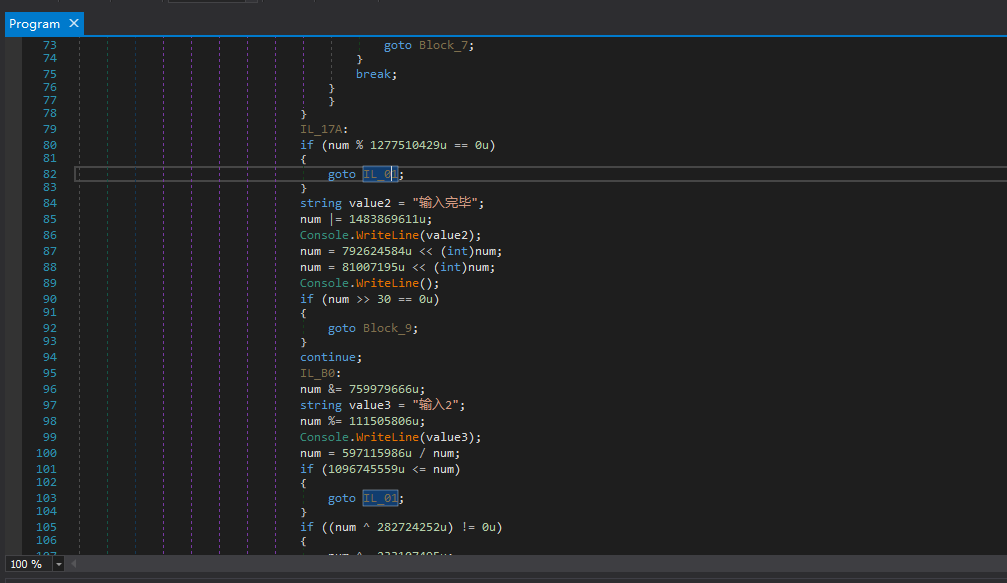 Program ✕
73 goto Block_7;
74 }
75 break;
76 }
77 }
78 }
79 IL_17A:
80 if (num % 1277510429u == 0u)
81 {
82 goto IL_01;
83 }
84 string value2 = "输入完毕";
85 num |= 1483869611u;
86 Console.WriteLine(value2);
87 num = 792624584u << (int)num;
88 num = 81007195u << (int)num;
89 Console.WriteLine();
90 if (num >> 30 == 0u)
91 {
92 goto Block_9;
93 }
94 continue;
95 IL_B0:
96 num &= 759979666u;
97 string value3 = "输入2";
98 num %= 111505806u;
99 Console.WriteLine(value3);
100 num = 597115986u / num;
101 if (1096745559u <= num)
102 {
103 goto IL_01;
104 }
105 if ((num ^ 282724252u) != 0u)
106 {
100 %